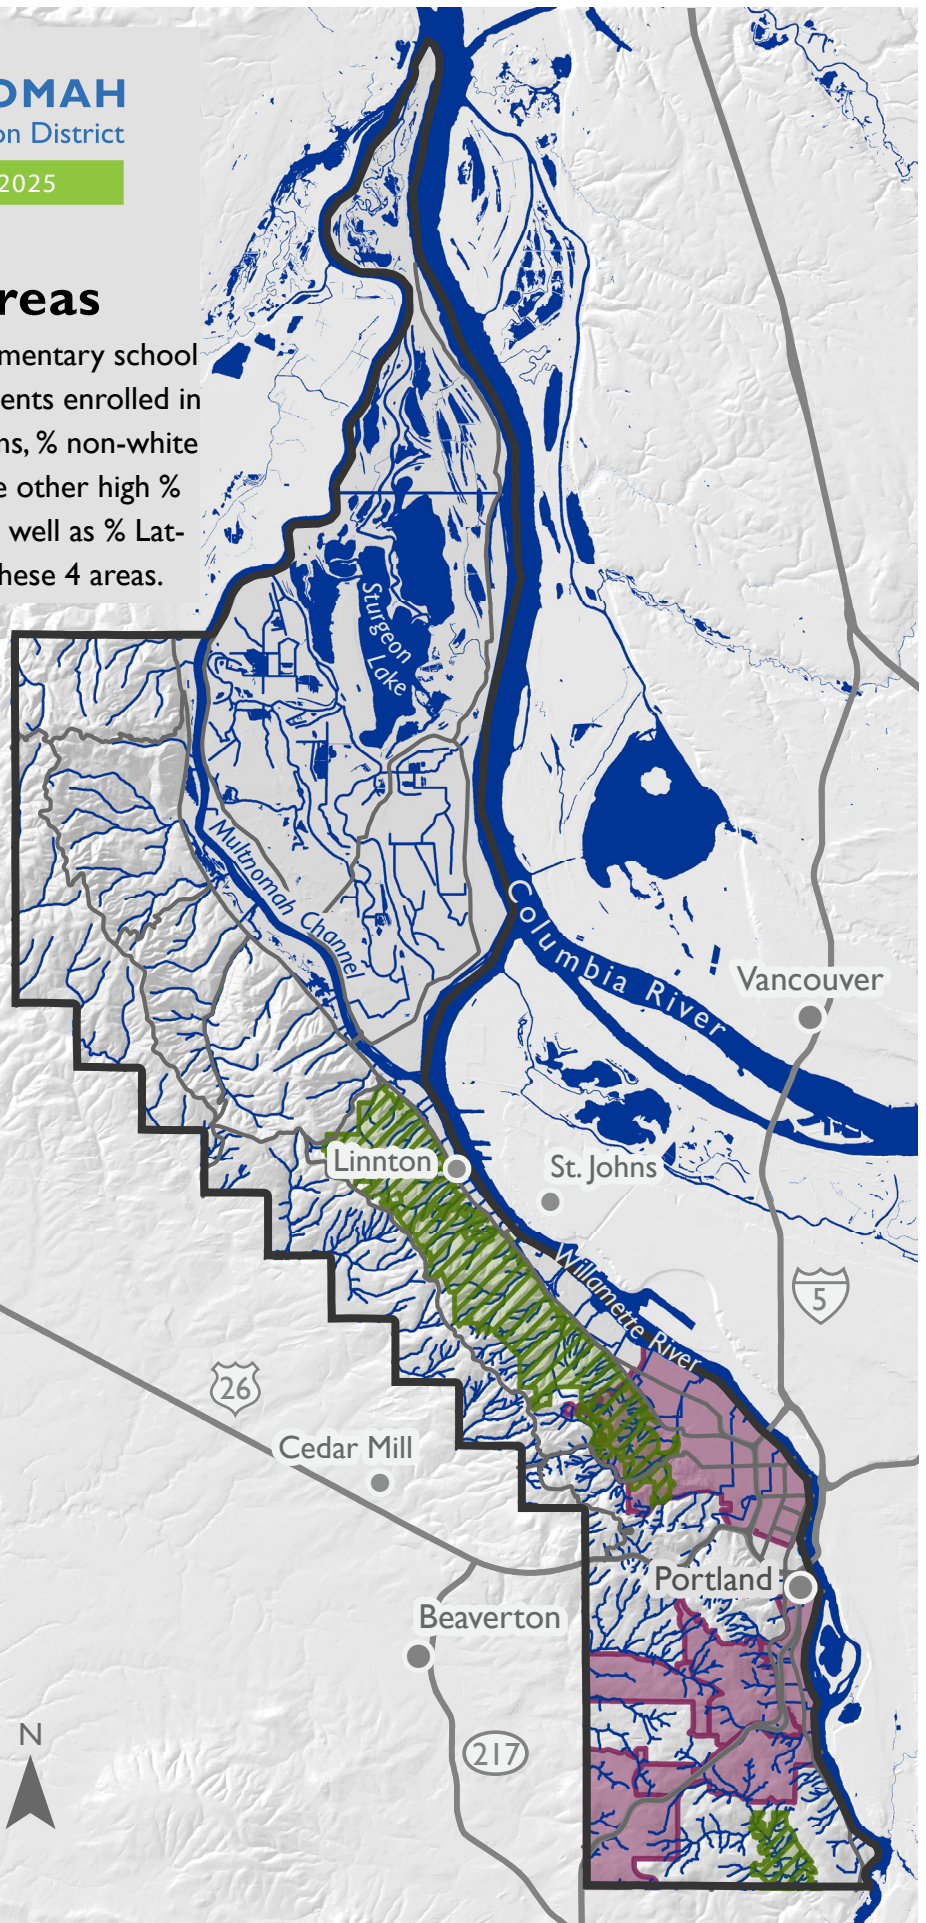 OMAH
on District
2025
reas
mentary school
ents enrolled in
ns, % non-white
e other high %
well as % Lat-
hese 4 areas.
Sturgeon
Lake
Multnomah Channel
Columbia River
Vancouver
Linnton
St. Johns
Willamette River
5
26
Cedar Mill
Portland
Beaverton
N
217